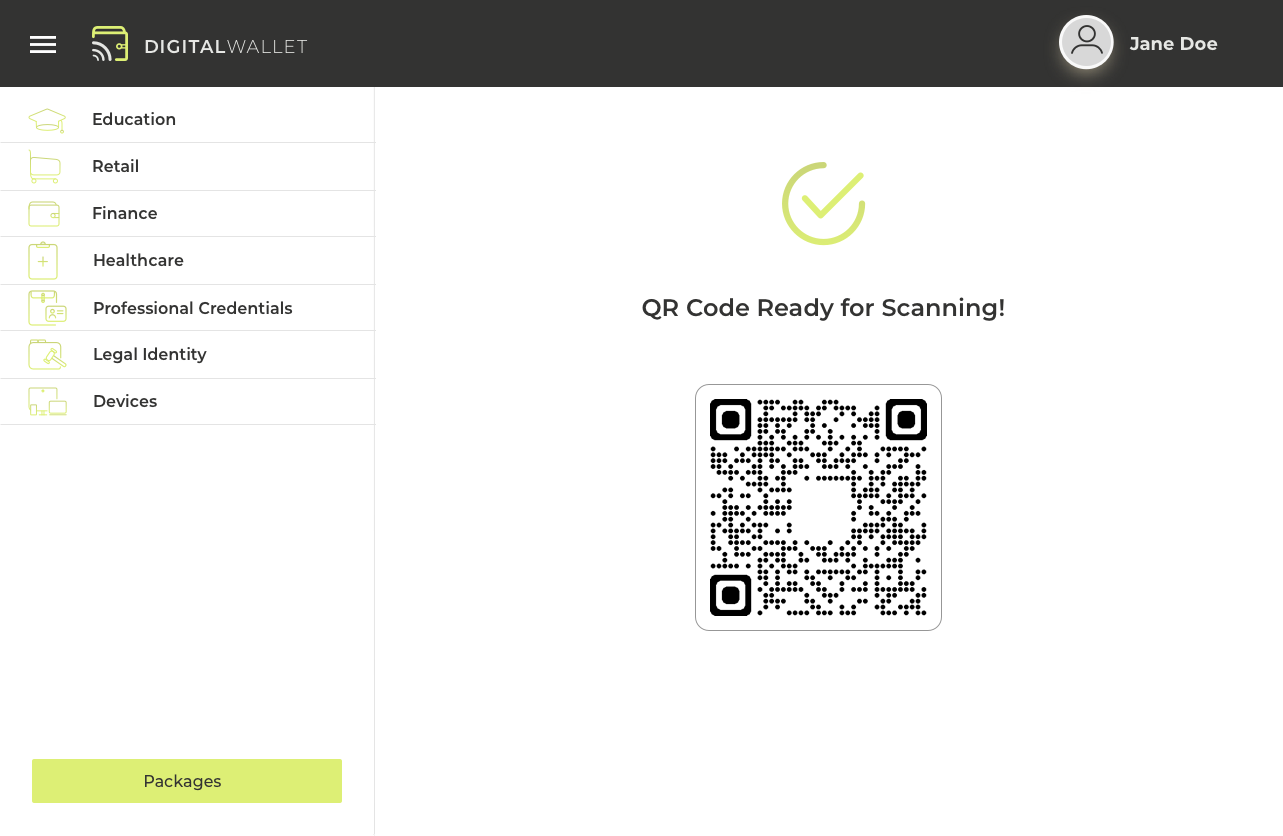 DIGITALWALLET
Jane Doe
Education
Retail
Finance
Healthcare
Professional Credentials
Legal Identity
Devices
QR Code Ready for Scanning!
Packages